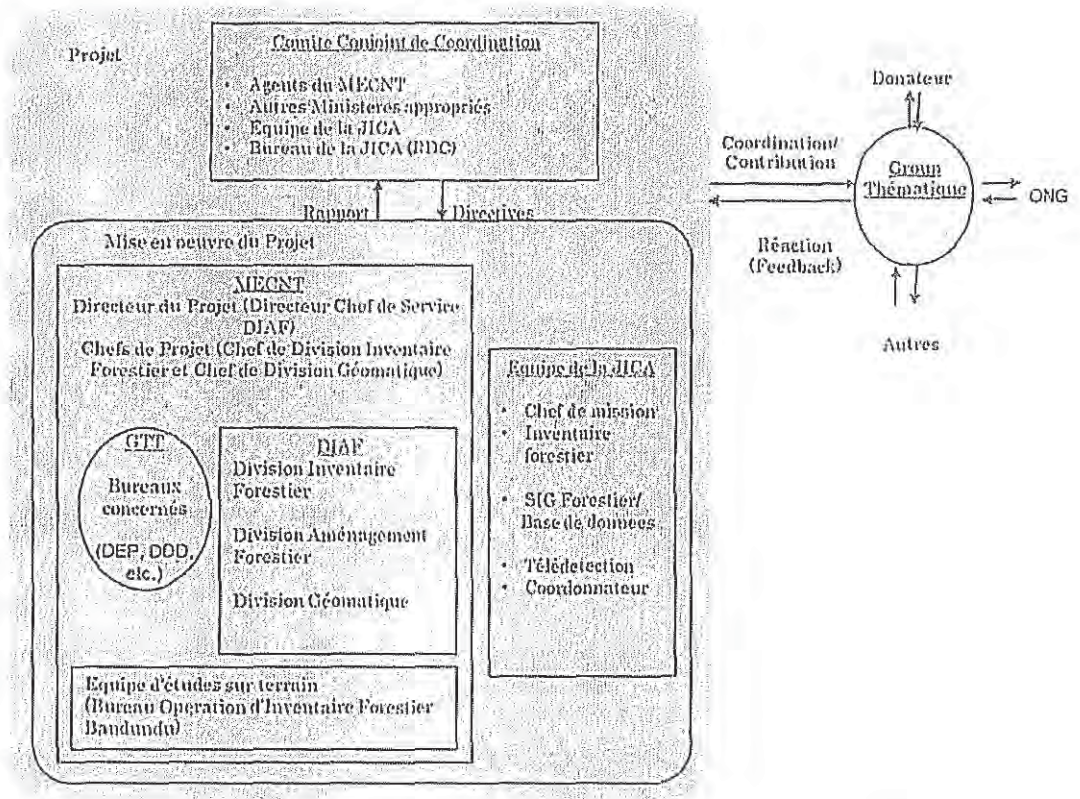 Projet
Comite Conjoint de Coordination
• Agents du MECNT
• Autres Ministeres appropriés
• Equipe de la JICA
• Bureau de la JICA (RDC)
Rapport
Directives
Mise en oeuvre du Projet
MECNT
Directeur du Projet (Directeur Chef de Service
DIAF)
Chefs de Projet (Chef de Division Inventaire
Forestier et Chef de Division Géomatique)
GTT
Bureaux
concernés
(DEP, DDD,
etc.)
DIAF
Division Inventaire
Forestier
Division Aménagement
Forestier
Division Géomatique
Equipe d'études sur terrain
(Bureau Operation d'Inventaire Forestier
Bandundu)
Equipe de la JICA
• Chef de mission
• Inventaire
forestier
• SIG Forestier/
Base de données
• Télédetection
• Coordonnateur
Donateur
Coordination/
Contribution
Group
Thématique
ONG
Réaction
(Feedback)
Autres